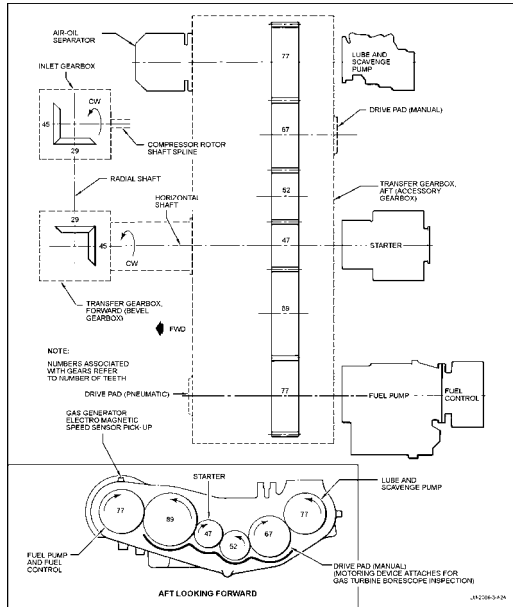 AIR-OIL
SEPARATOR
77
LUBE AND
SCAVENGE
PUMP
INLET GEARBOX
CW
45
29
COMPRESSOR ROTOR
SHAFT SPLINE
67
DRIVE PAD (MANUAL)
RADIAL SHAFT
52
TRANSFER GEARBOX,
AFT (ACCESSORY
GEARBOX)
HORIZONTAL
SHAFT
29
45
CW
47
STARTER
TRANSFER GEARBOX,
FORWARD (BEVEL
GEARBOX)
FWD
89
NOTE:
NUMBERS ASSOCIATED
WITH GEARS REFER
TO NUMBER OF TEETH
DRIVE PAD (PNEUMATIC)
77
FUEL PUMP
FUEL
CONTROL
GAS GENERATOR
ELECTRO MAGNETIC
SPEED SENSOR PICK-UP
STARTER
LUBE AND
SCAVENGE PUMP
77
89
47
52
67
77
FUEL PUMP
AND FUEL
CONTROL
DRIVE PAD (MANUAL)
(MOTORING DEVICE ATTACHES FOR
GAS TURBINE BORESCOPE INSPECTION)
AFT LOOKING FORWARD